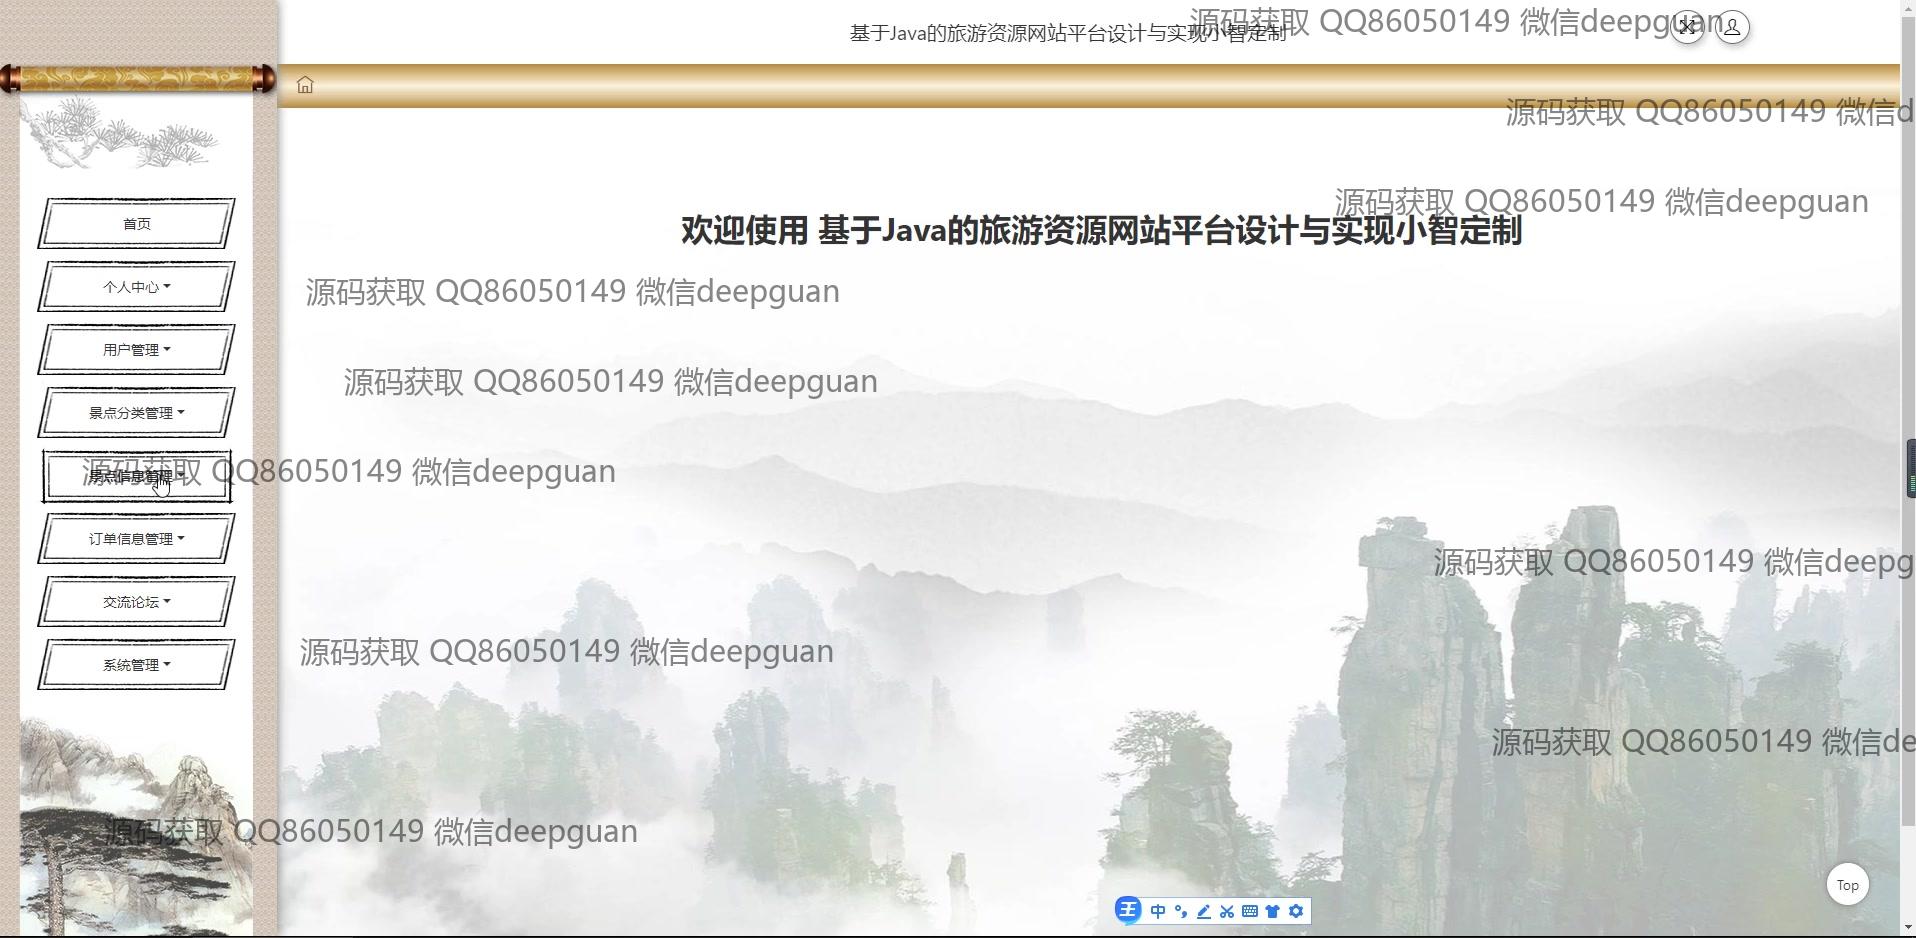 基于Java的旅游资源网站平台设计与实现小智定制
源码获取 QQ86050149 微信deepguan
源码获取 QQ86050149 微信d
源码获取 QQ86050149 微信deepguan
首页
欢迎使用 基于Java的旅游资源网站平台设计与实现小智定制
个人中心
源码获取 QQ86050149 微信deepguan
用户管理
源码获取 QQ86050149 微信deepguan
景点分类管理
源码获取 QQ86050149 微信deepguan
景点信息管理
订单信息管理
源码获取 QQ86050149 微信deepg
交流论坛
源码获取 QQ86050149 微信deepguan
系统管理
源码获取 QQ86050149 微信de
源码获取 QQ86050149 微信deepguan
Top
王 中